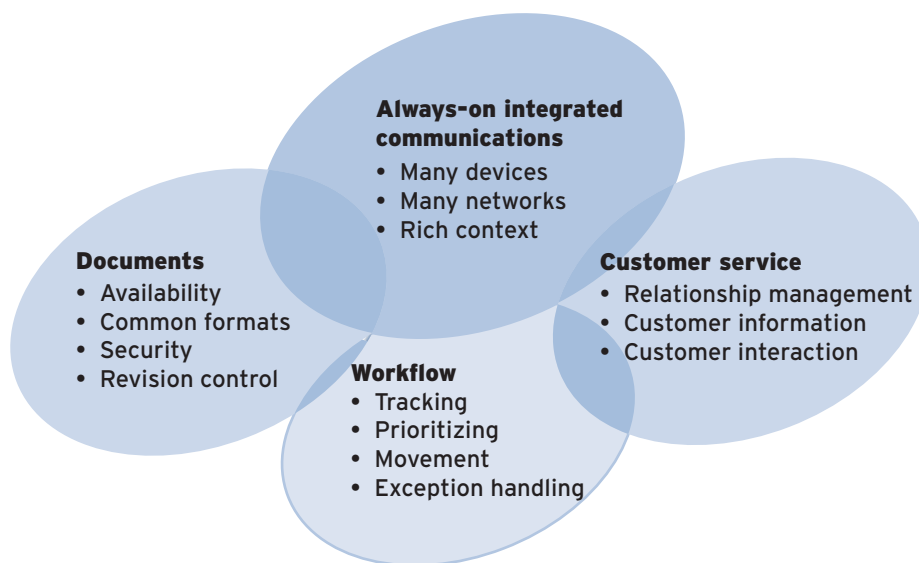 Always-on integrated
communications
• Many devices
• Many networks
• Rich context
Documents
• Availability
• Common formats
• Security
• Revision control
Customer service
• Relationship management
• Customer information
• Customer interaction
Workflow
• Tracking
• Prioritizing
• Movement
• Exception handling